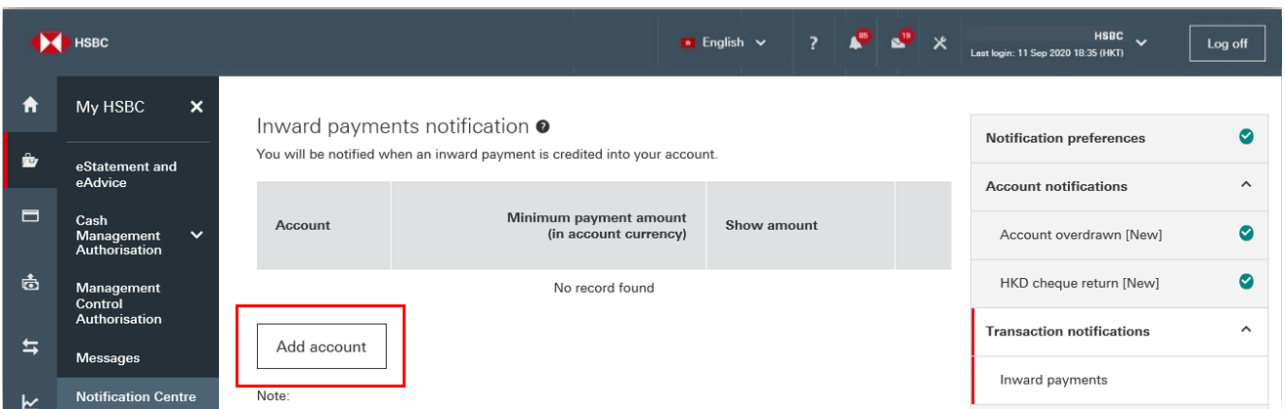 HSBC
English
?
85
19
HSBC
Last login: 11 Sep 2020 18:35 (HKT)
Log off
My HSBC
eStatement and
eAdvice
Cash
Management
Authorisation
Management
Control
Authorisation
Messages
Notification Centre
Inward payments notification ?
You will be notified when an inward payment is credited into your account.
Account
Minimum payment amount
(in account currency)
Show amount
No record found
Add account
Note:
Notification preferences
Account notifications
Account overdrawn [New]
HKD cheque return [New]
Transaction notifications
Inward payments